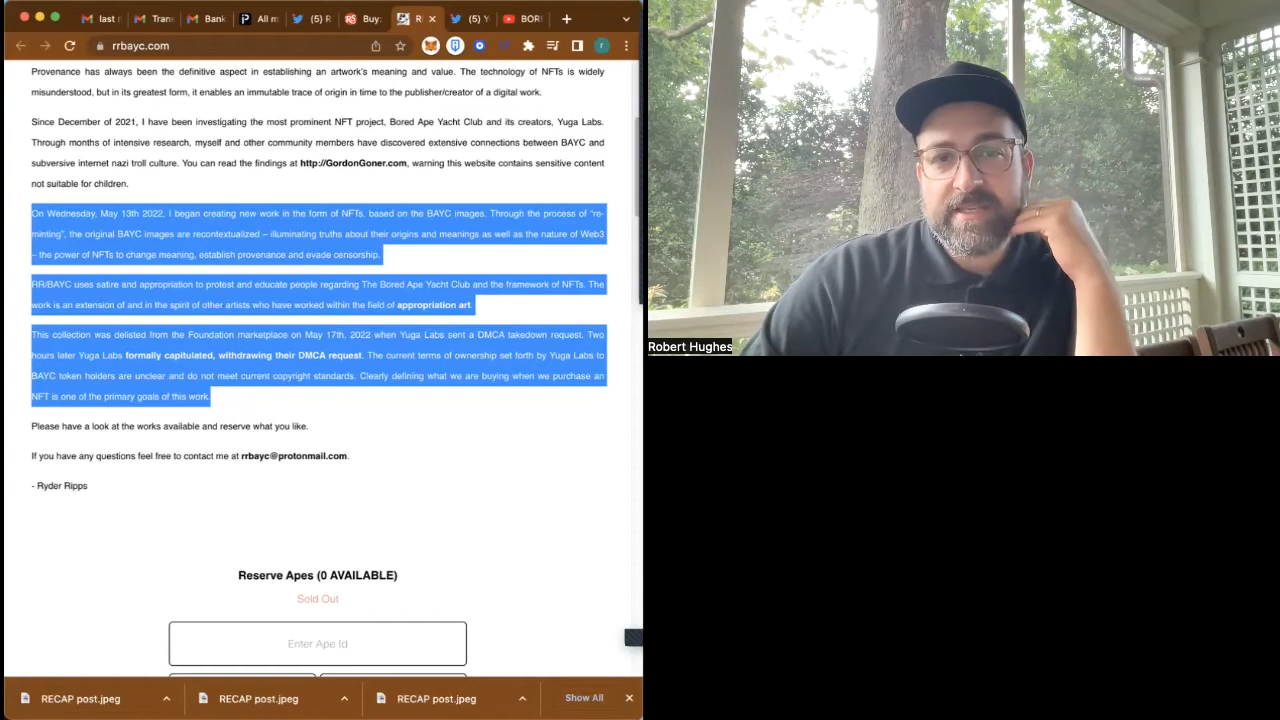 last
Tran
Bank
All m
(5) R
Buy:
R
(5) Y
BORE
rrbayc.com
r
Provenance has always been the definitive aspect in establishing an artwork's meaning and value. The technology of NFTs is widely
misunderstood, but in its greatest form, it enables an immutable trace of origin in time to the publisher/creator of a digital work.
Since December of 2021, I have been investigating the most prominent NFT project, Bored Ape Yacht Club and its creators, Yuga Labs.
Through months of intensive research, myself and other community members have discovered extensive connections between BAYC and
subversive internet nazi troll culture. You can read the findings at http://GordonGoner.com, warning this website contains sensitive content
not suitable for children.
On Wednesday, May 13th 2022, I began creating new work in the form of NFTs, based on the BAYC images. Through the process of "re-
minting", the original BAYC images are recontextualized – illuminating truths about their origins and meanings as well as the nature of Web3
– the power of NFTs to change meaning, establish provenance and evade censorship.
RR/BAYC uses satire and appropriation to protest and educate people regarding The Bored Ape Yacht Club and the framework of NFTs. The
work is an extension of and in the spirit of other artists who have worked within the field of appropriation art.
This collection was delisted from the Foundation marketplace on May 17th, 2022 when Yuga Labs sent a DMCA takedown request. Two
hours later Yuga Labs formally capitulated, withdrawing their DMCA request. The current terms of ownership set forth by Yuga Labs to
BAYC token holders are unclear and do not meet current copyright standards. Clearly defining what we are buying when we purchase an
NFT is one of the primary goals of this work.
Please have a look at the works available and reserve what you like.
If you have any questions feel free to contact me at rrbayc@protonmail.com.
- Ryder Ripps
Reserve Apes (0 AVAILABLE)
Sold Out
Enter Ape Id
RECAP post.jpeg
RECAP post.jpeg
RECAP post.jpeg
Show All
Robert Hughes